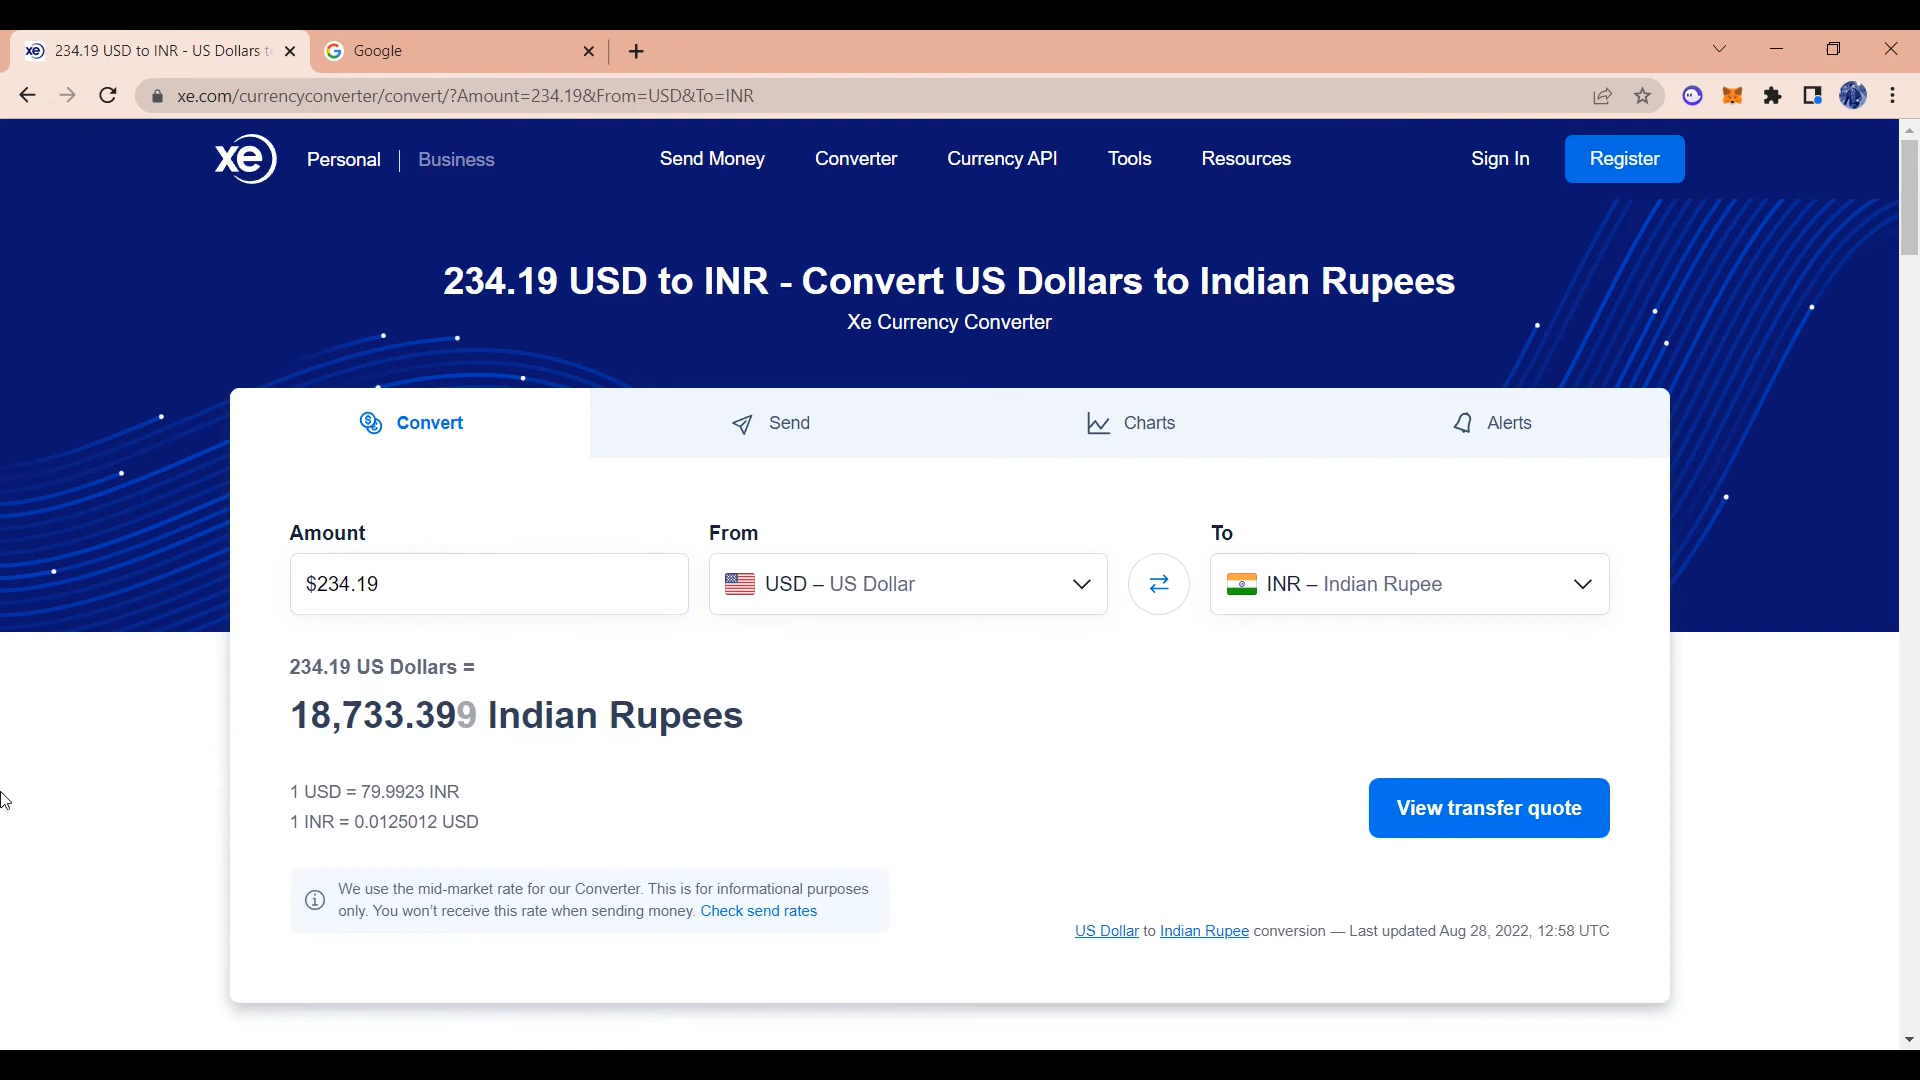 234.19 USD to INR - US Dollars to
Google
xe.com/currencyconverter/convert/?Amount=234.19&From=USD&To=INR
xe
Personal | Business
Send Money
Converter
Currency API
Tools
Resources
Sign In
Register
234.19 USD to INR - Convert US Dollars to Indian Rupees
Xe Currency Converter
Convert
Send
Charts
Alerts
Amount
From
To
$234.19
USD – US Dollar
INR – Indian Rupee
234.19 US Dollars =
18,733.399 Indian Rupees
1 USD = 79.9923 INR
1 INR = 0.0125012 USD
View transfer quote
We use the mid-market rate for our Converter. This is for informational purposes
only. You won’t receive this rate when sending money. Check send rates
US Dollar to Indian Rupee conversion — Last updated Aug 28, 2022, 12:58 UTC